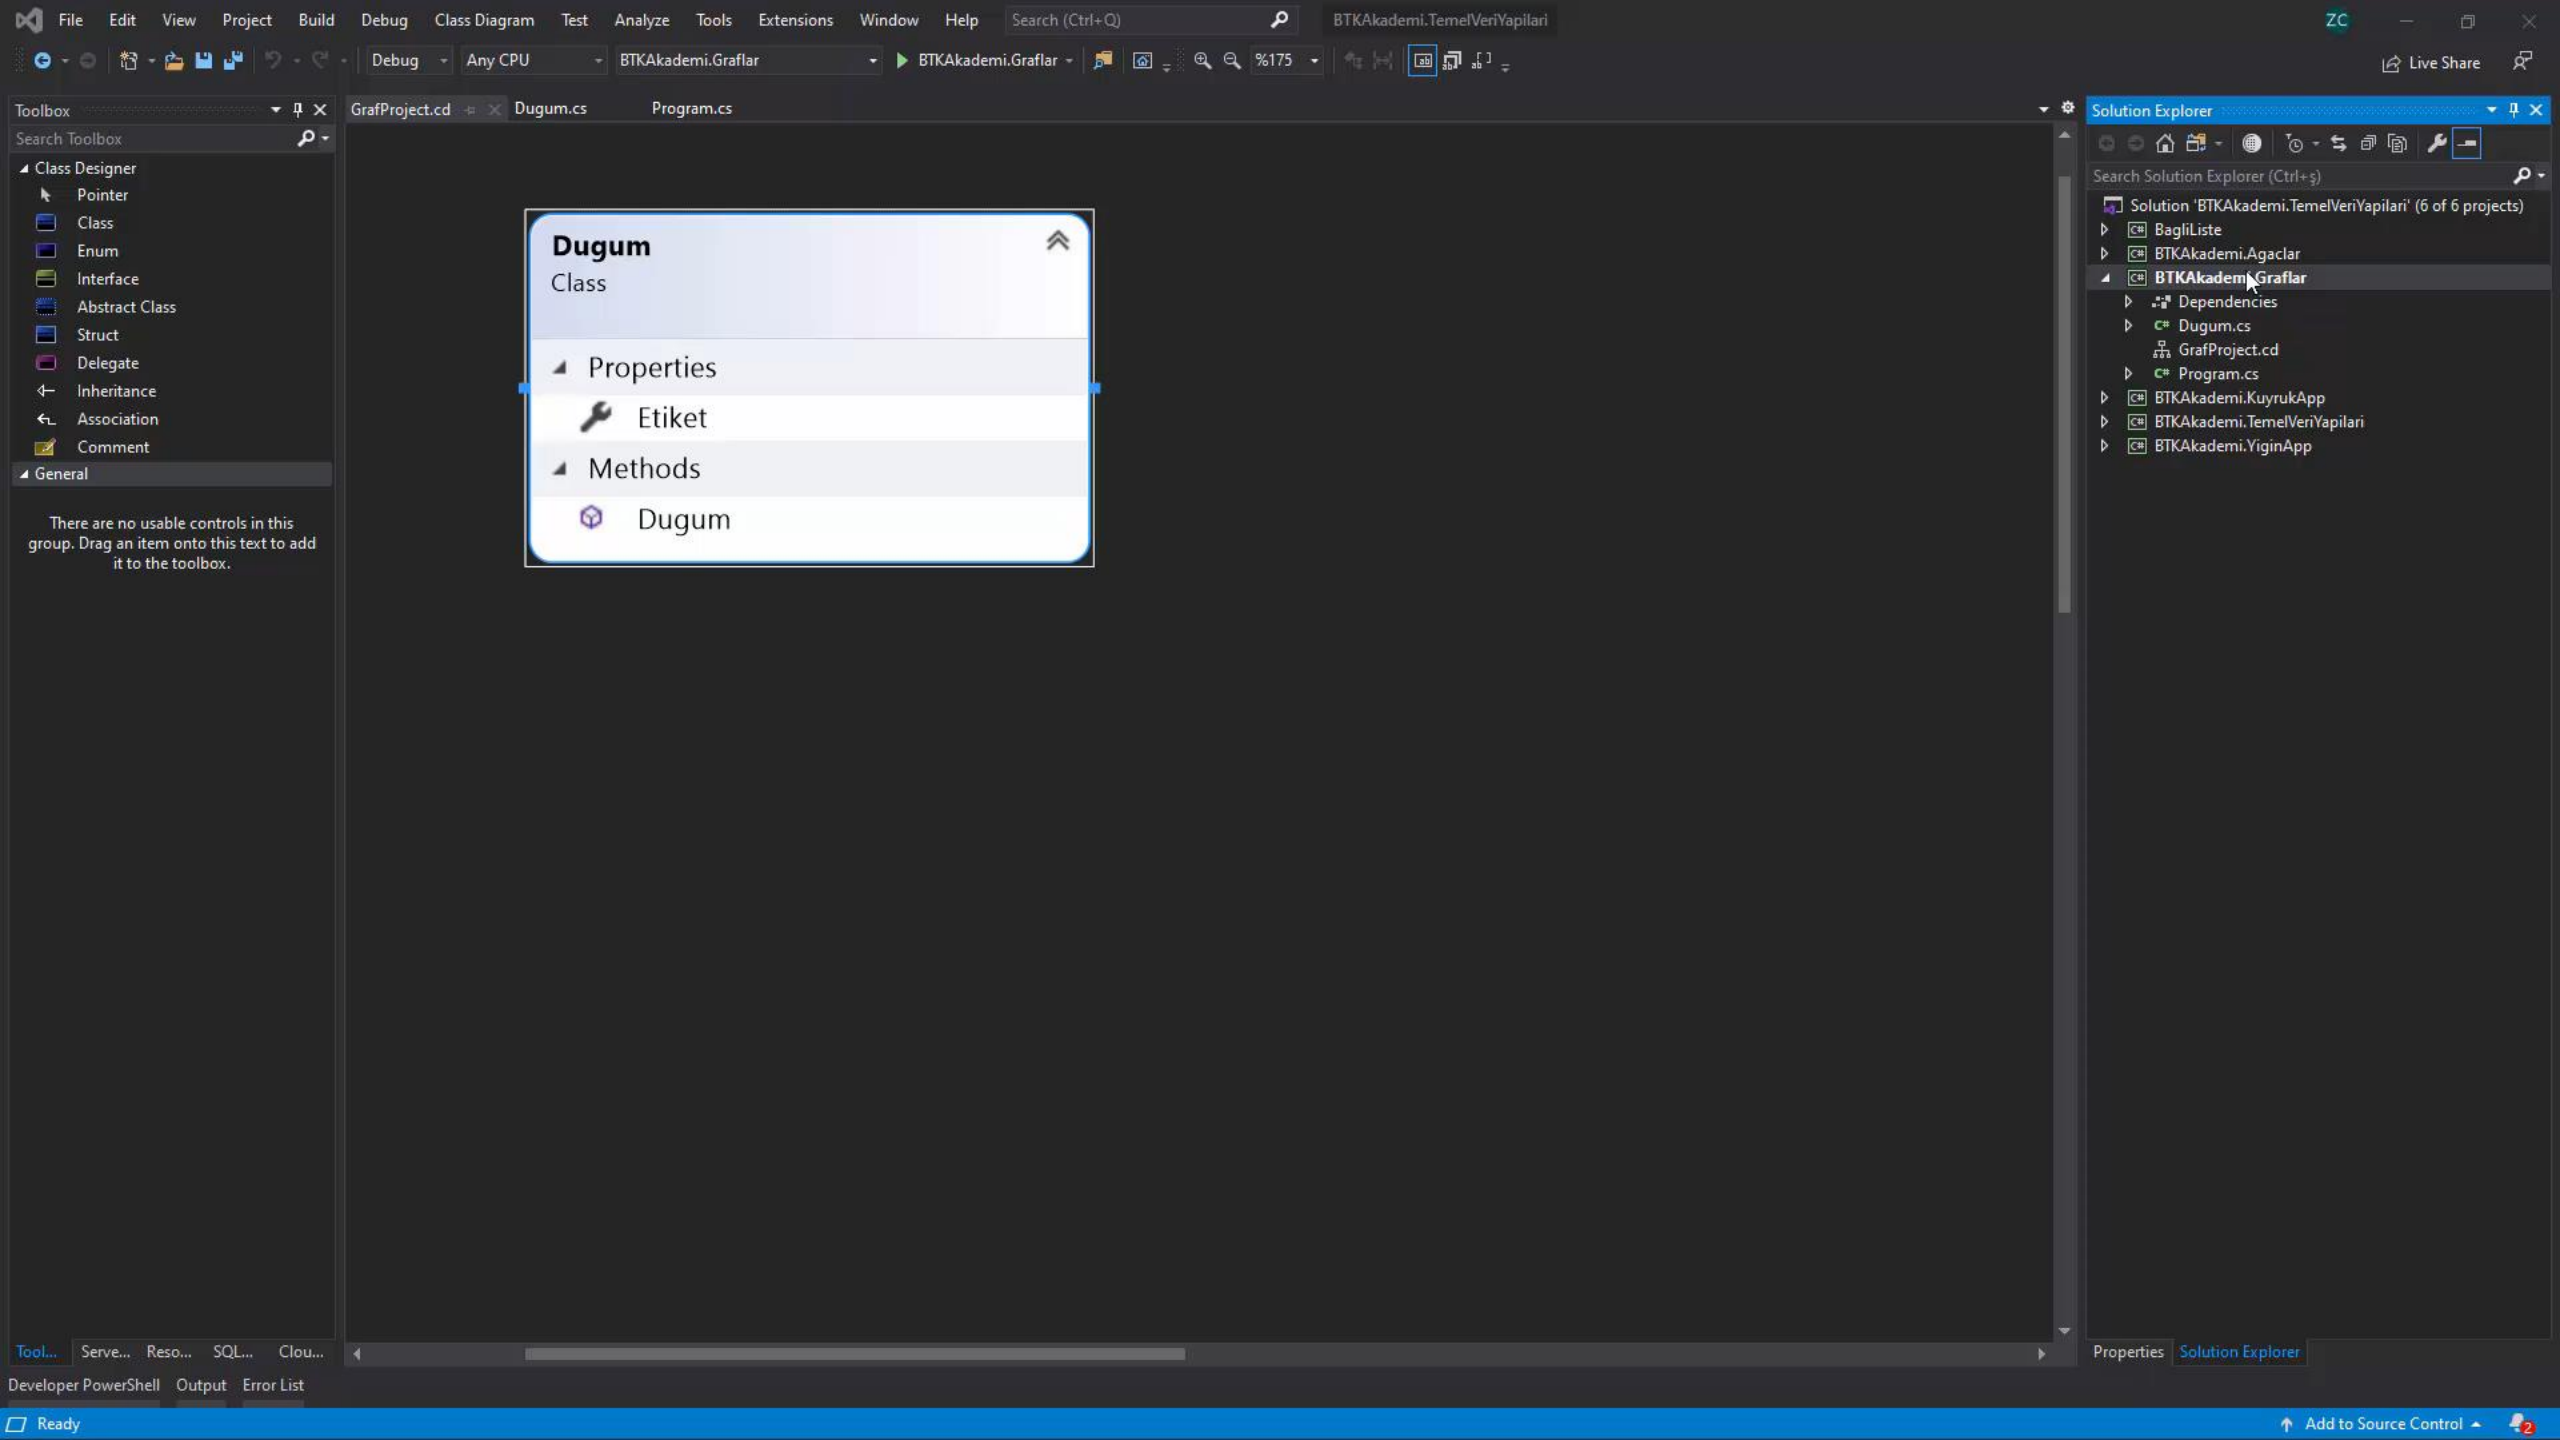 File Edit View Project Build Debug Class Diagram Test Analyze Tools Extensions Window Help Search (Ctrl+Q) BTKAkademi.TemelVeriYapilari ZC
Debug Any CPU BTKAkademi.Graflar BTKAkademi.Graflar %175 Live Share
Toolbox
Search Toolbox
Class Designer
Pointer
Class
Enum
Interface
Abstract Class
Struct
Delegate
Inheritance
Association
Comment
General
There are no usable controls in this
group. Drag an item onto this text to add
it to the toolbox.
Tool... Serve... Reso... SQL... Clou...
GrafProject.cd Dugum.cs Program.cs
Dugum
Class
Properties
Etiket
Methods
Dugum
Solution Explorer
Search Solution Explorer (Ctrl+ş)
Solution 'BTKAkademi.TemelVeriYapilari' (6 of 6 projects)
BagliListe
BTKAkademi.Agaclar
BTKAkademi.Graflar
Dependencies
Dugum.cs
GrafProject.cd
Program.cs
BTKAkademi.KuyrukApp
BTKAkademi.TemelVeriYapilari
BTKAkademi.YiginApp
Properties Solution Explorer
Developer PowerShell Output Error List
Ready Add to Source Control 2